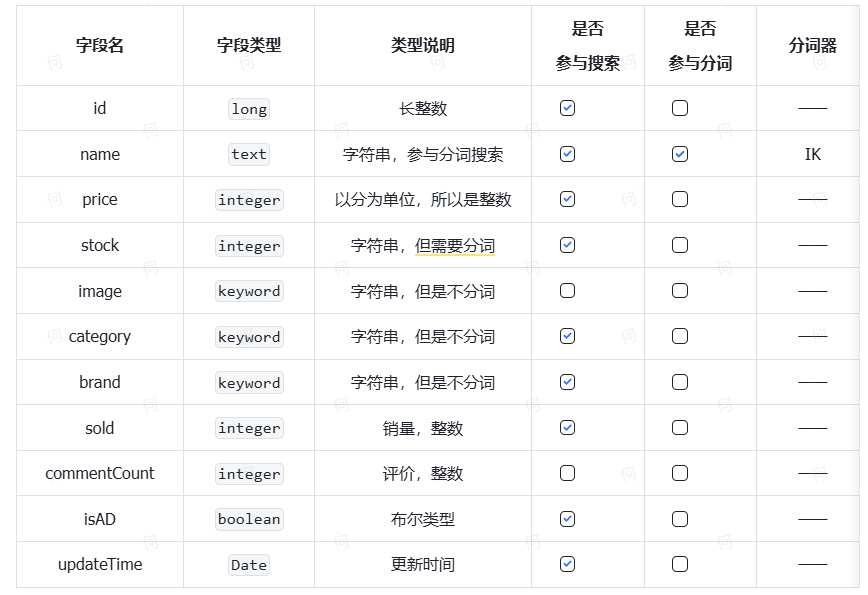 字段名 字段类型 类型说明 是否 参与搜索 是否 参与分词 分词器
id long 长整数 ——
name text 字符串，参与分词搜索 IK
price integer 以分为单位，所以是整数 ——
stock integer 字符串，但需要分词 ——
image keyword 字符串，但是不分词 ——
category keyword 字符串，但是不分词 ——
brand keyword 字符串，但是不分词 ——
sold integer 销量，整数 ——
commentCount integer 评价，整数 ——
isAD boolean 布尔类型 ——
updateTime Date 更新时间 ——